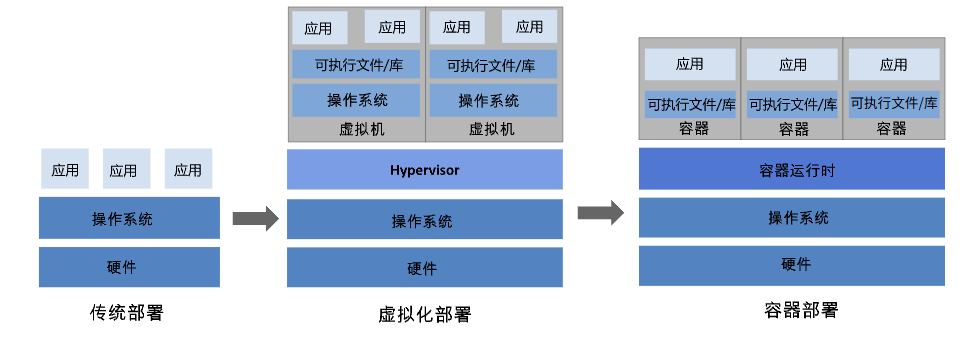 应用 应用 应用
操作系统
硬件
传统部署
应用 应用 应用 应用
可执行文件/库 可执行文件/库
操作系统 操作系统
虚拟机 虚拟机
Hypervisor
操作系统
硬件
虚拟化部署
应用 应用 应用
可执行文件/库 可执行文件/库 可执行文件/库
容器 容器 容器
容器运行时
操作系统
硬件
容器部署